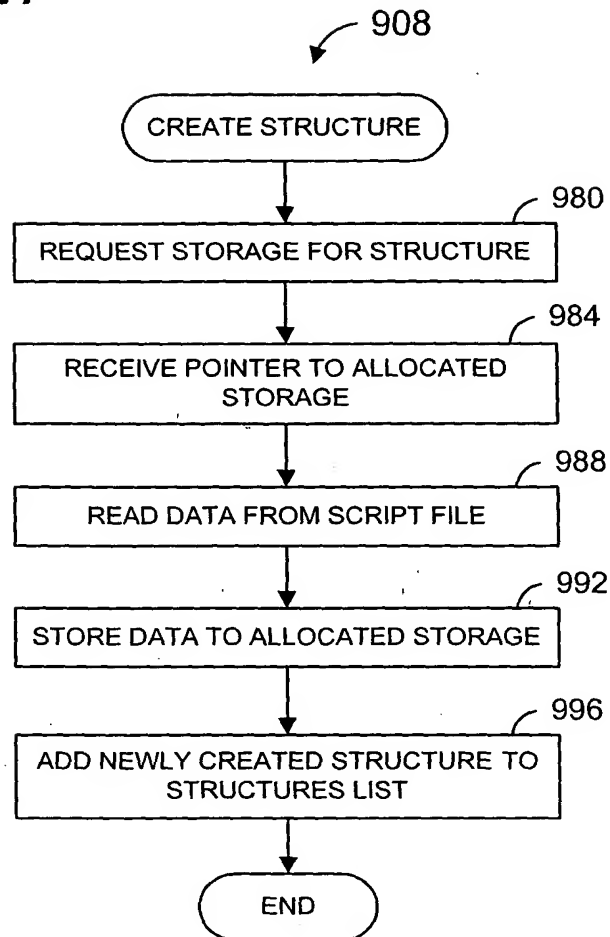 908
CREATE STRUCTURE
980
REQUEST STORAGE FOR STRUCTURE
984
RECEIVE POINTER TO ALLOCATED
STORAGE
988
READ DATA FROM SCRIPT FILE
992
STORE DATA TO ALLOCATED STORAGE
996
ADD NEWLY CREATED STRUCTURE TO
STRUCTURES LIST
END